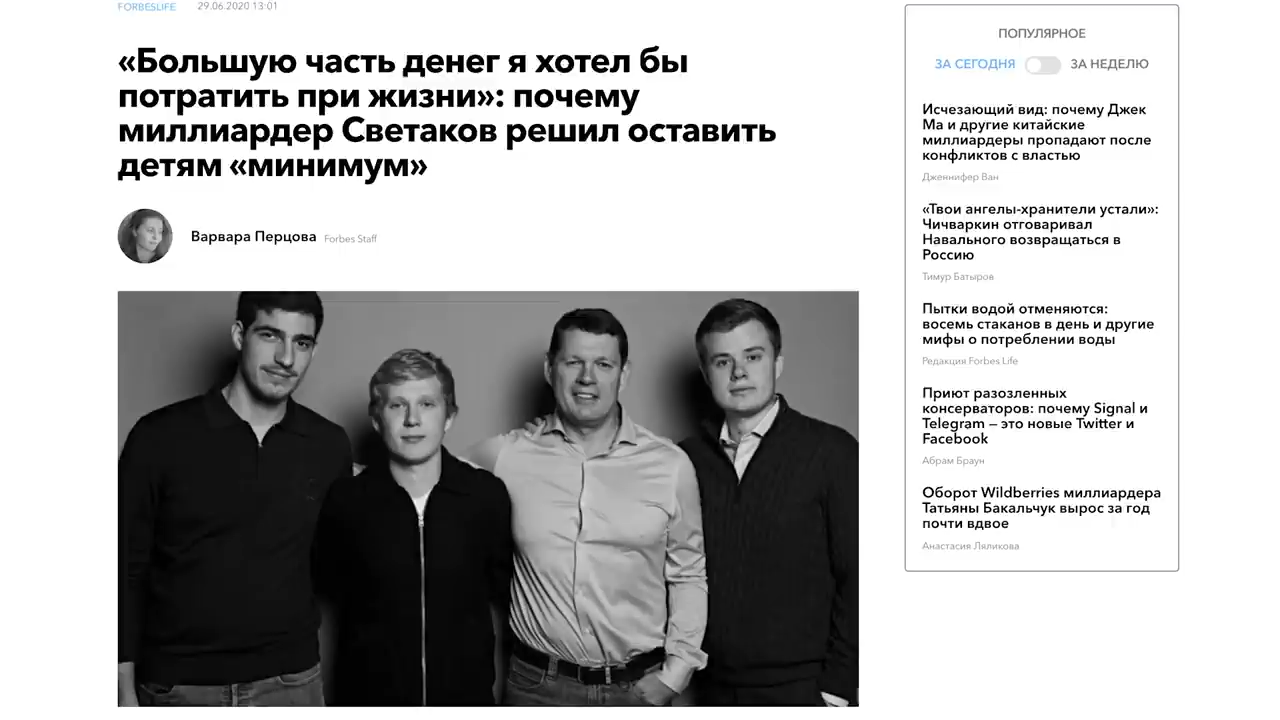 FORBESLIFE 29.06.2020 13:01
«Большую часть денег я хотел бы
потратить при жизни»: почему
миллиардер Светаков решил оставить
детям «минимум»
Варвара Перцова Forbes Staff
ПОПУЛЯРНОЕ
ЗА СЕГОДНЯ ЗА НЕДЕЛЮ
Исчезающий вид: почему Джек
Ма и другие китайские
миллиардеры пропадают после
конфликтов с властью
Дженнифер Ван
«Твои ангелы-хранители устали»:
Чичваркин отговаривал
Навального возвращаться в
Россию
Тимур Батыров
Пытки водой отменяются:
восемь стаканов в день и другие
мифы о потреблении воды
Редакция Forbes Life
Приют разозленных
консерваторов: почему Signal и
Telegram — это новые Twitter и
Facebook
Абрам Браун
Оборот Wildberries миллиардера
Татьяны Бакальчук вырос за год
почти вдвое
Анастасия Ляликова